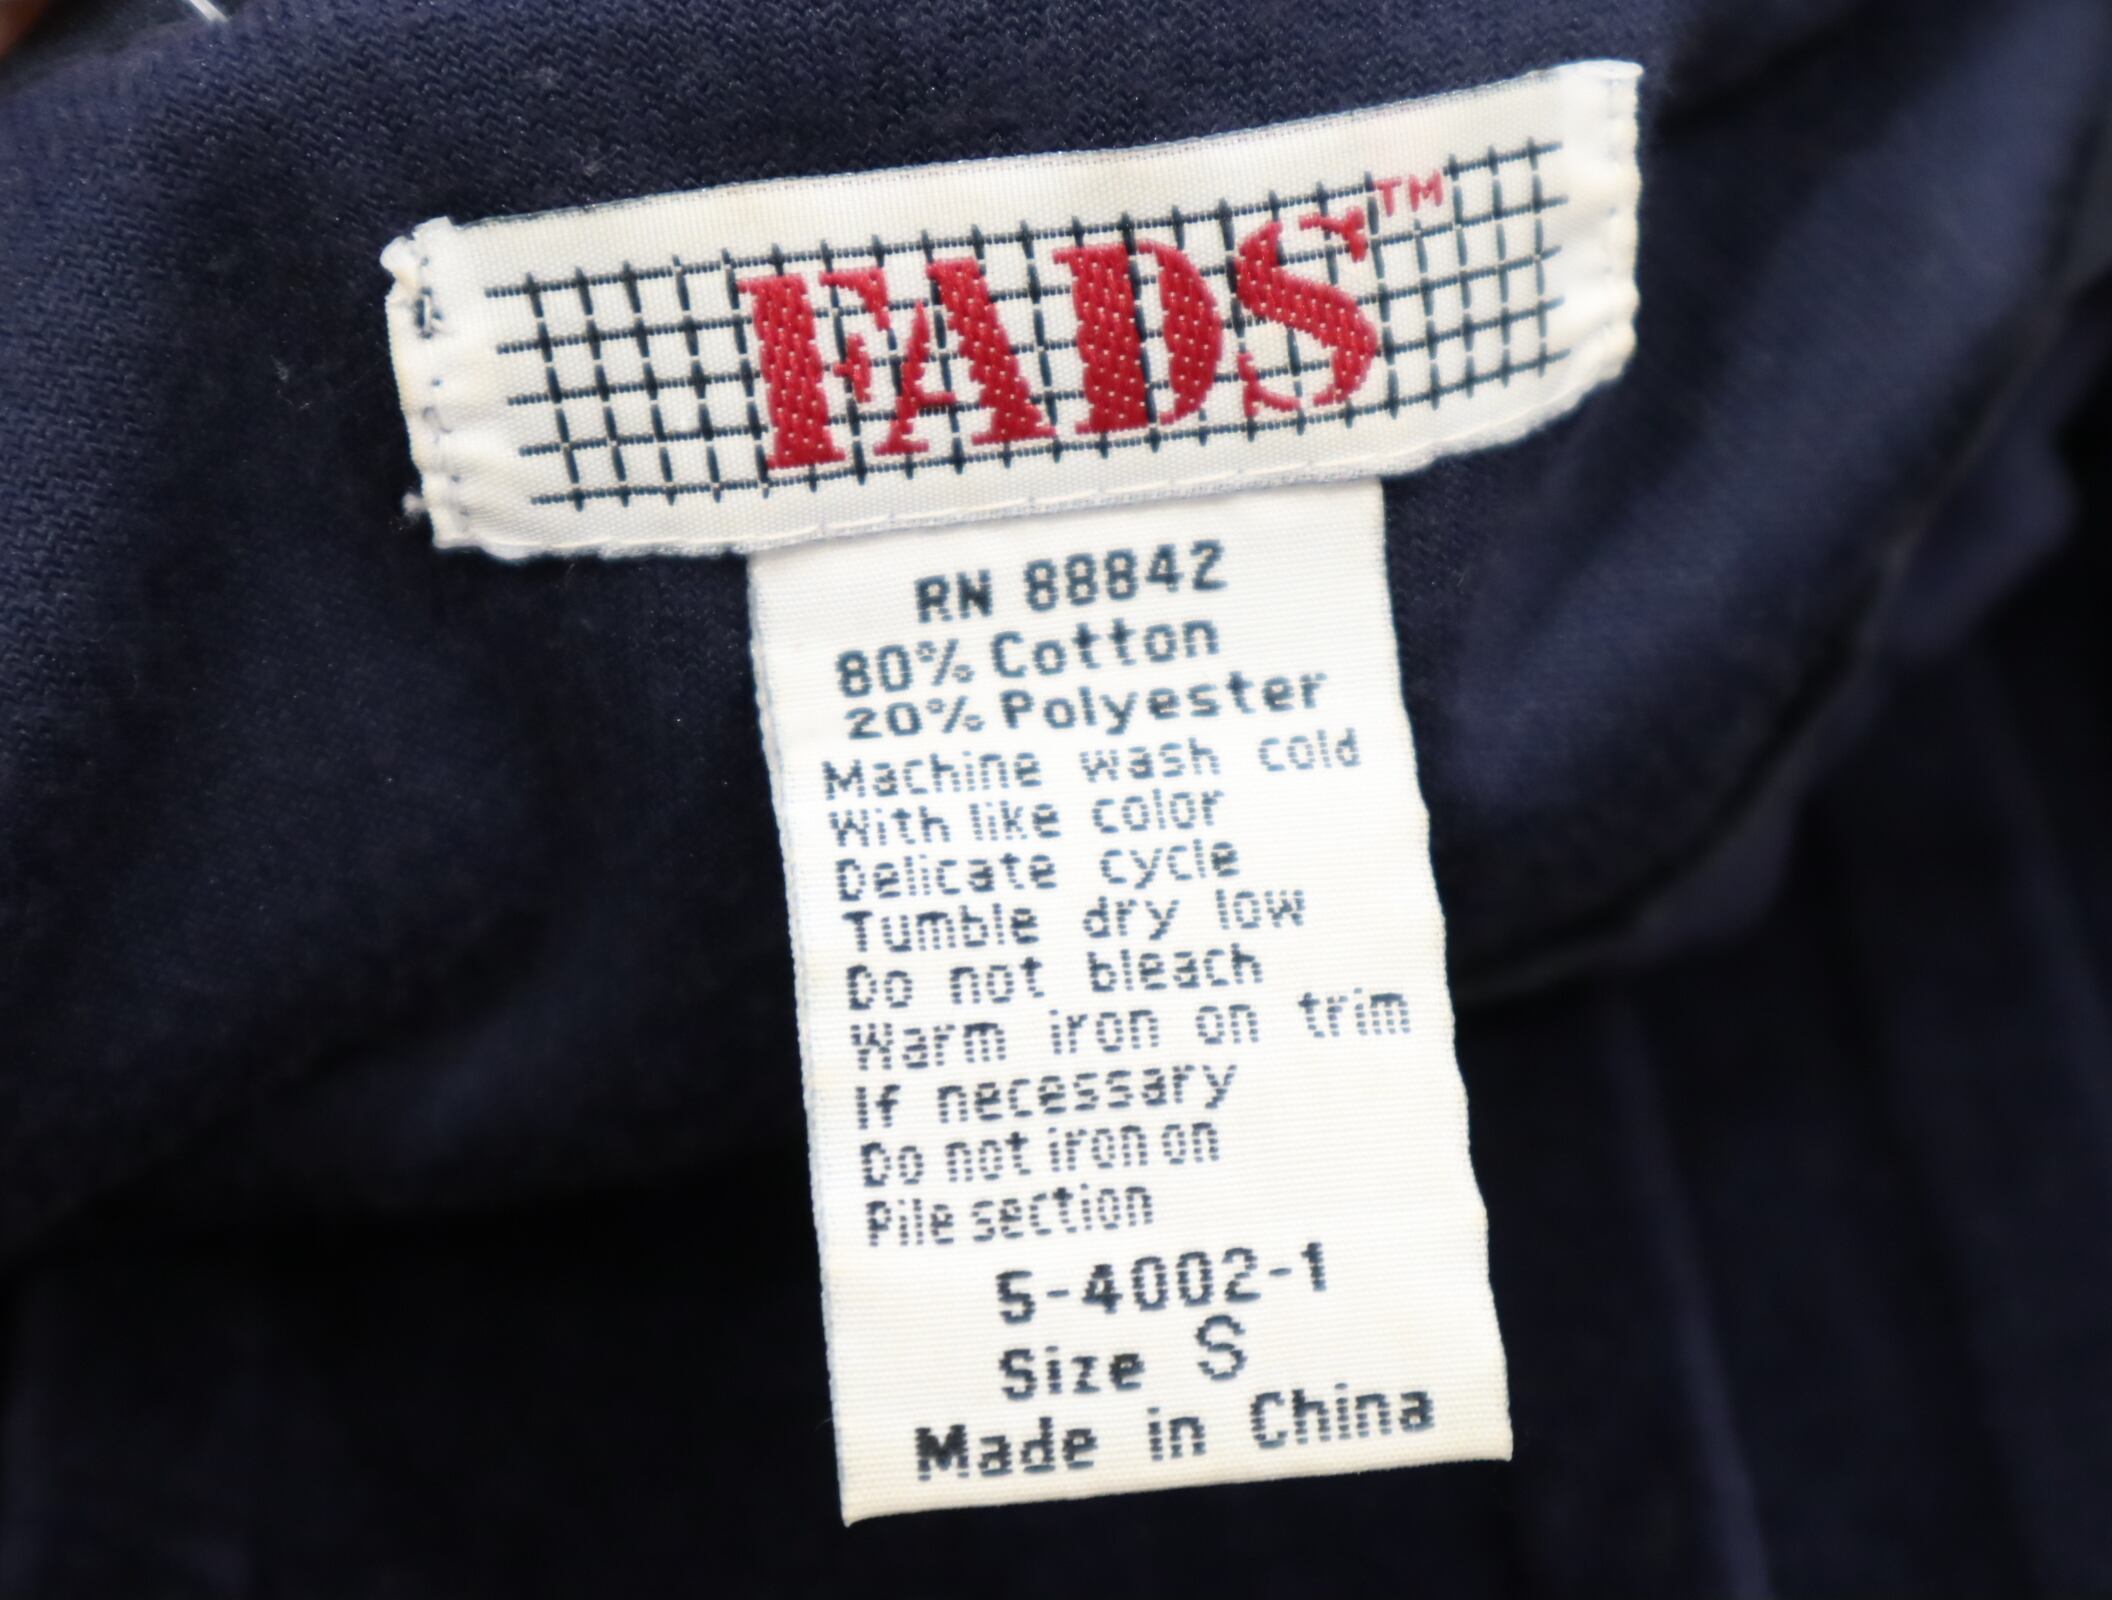 FADS™
RN 88842
80% Cotton
20% Polyester
Machine wash cold
With like color
Delicate cycle
Tumble dry low
Do not bleach
Warm iron on trim
If necessary
Do not iron on
Pile section
5-4002-1
Size S
Made in China